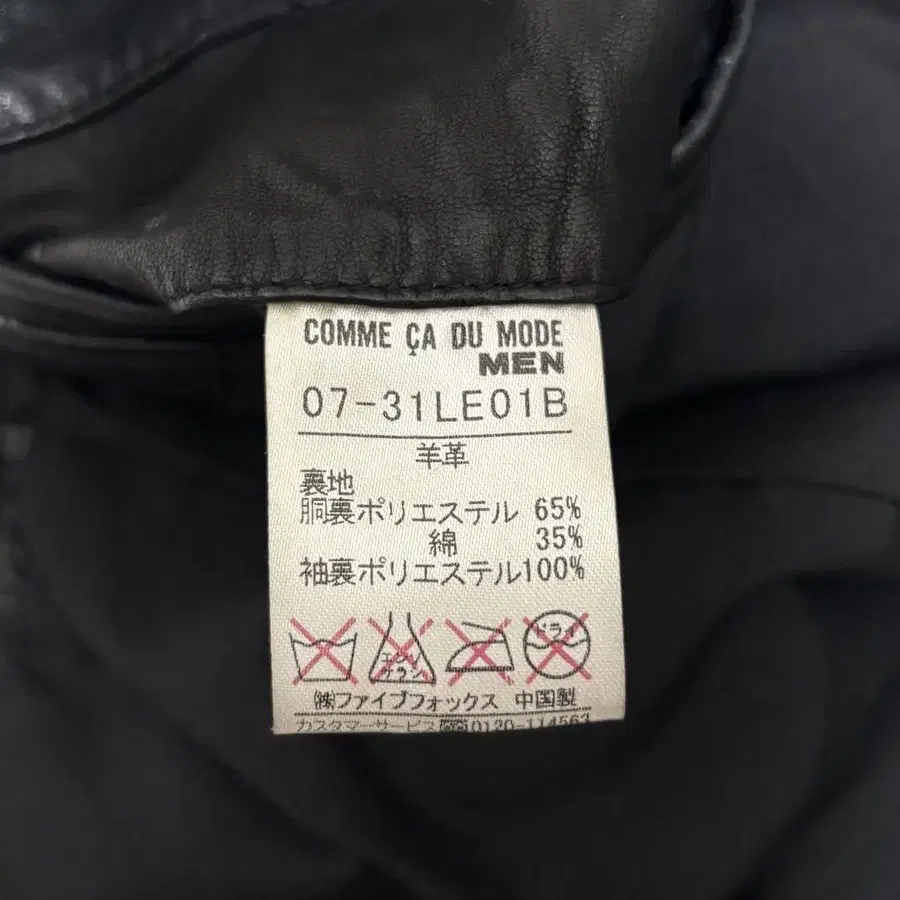 COMME ÇA DU MODE
MEN
07-31LE01B
羊革
裏地
胴裏ポリエステル 65%
綿 35%
袖裏ポリエステル100%
エンソ ドライ
サラシ
㈱ファイブフォックス 中国製
カスタマーサービス 0120-114563